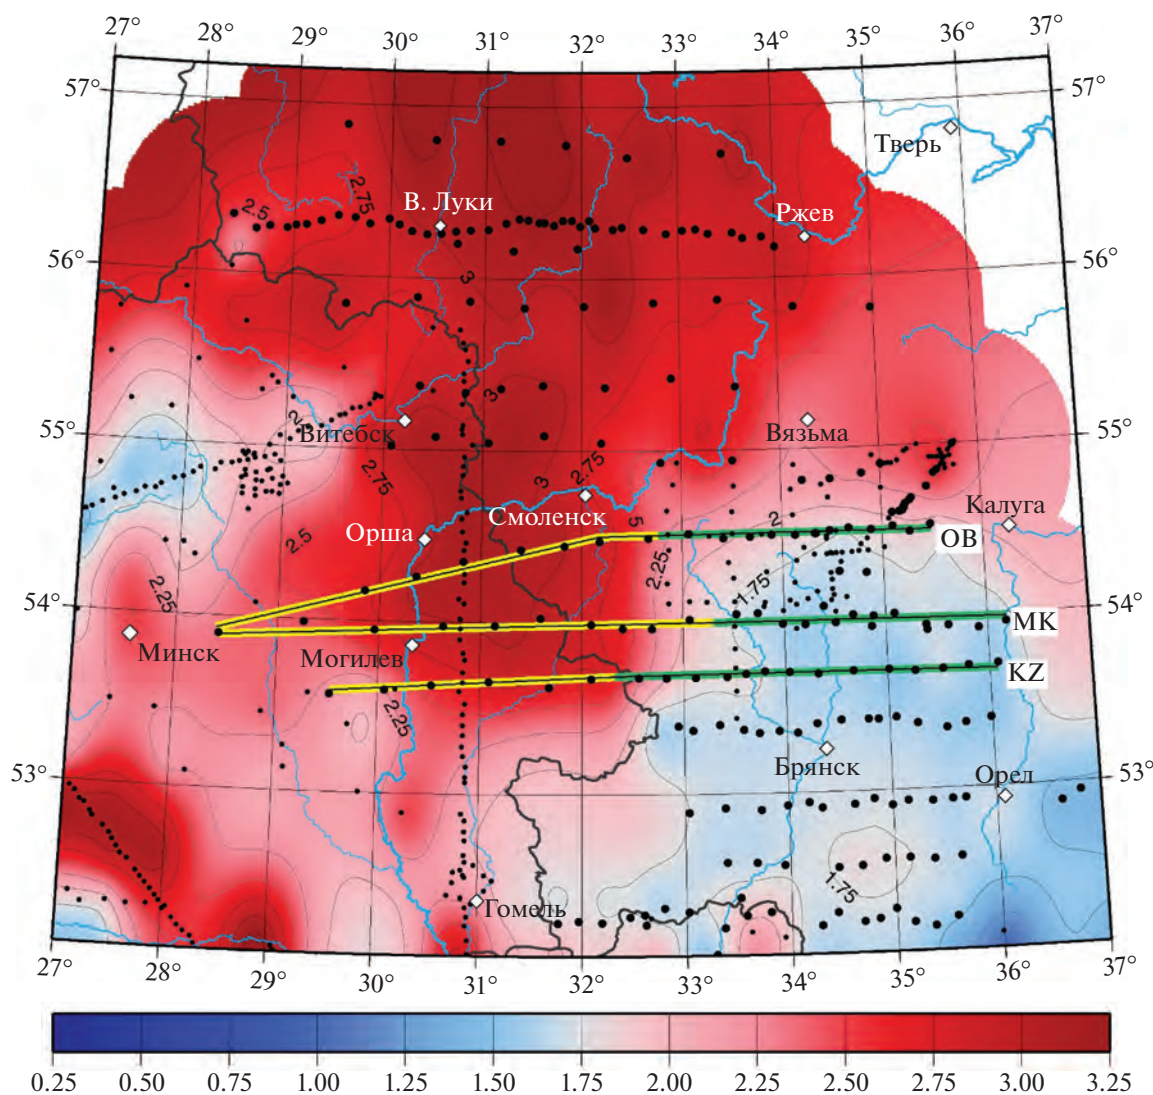 27° 28° 29° 30° 31° 32° 33° 34° 35° 36° 37°
57° 57°
Тверь
2.75
2.5
В. Луки
Ржев
56° 56°
3
3
2
Витебск
Вязьма
55° 55°
2.75
3
2.75
Калуга
2
5
Смоленск
Орша
OB
2.5
2.25
1.75
2.25
54° 54°
MK
Минск
Могилев
KZ
2.25
Брянск
Орел
53° 53°
1.75
Гомель
27° 28° 29° 30° 31° 32° 33° 34° 35° 36° 37°
0.25 0.50 0.75 1.00 1.25 1.50 1.75 2.00 2.25 2.50 2.75 3.00 3.25